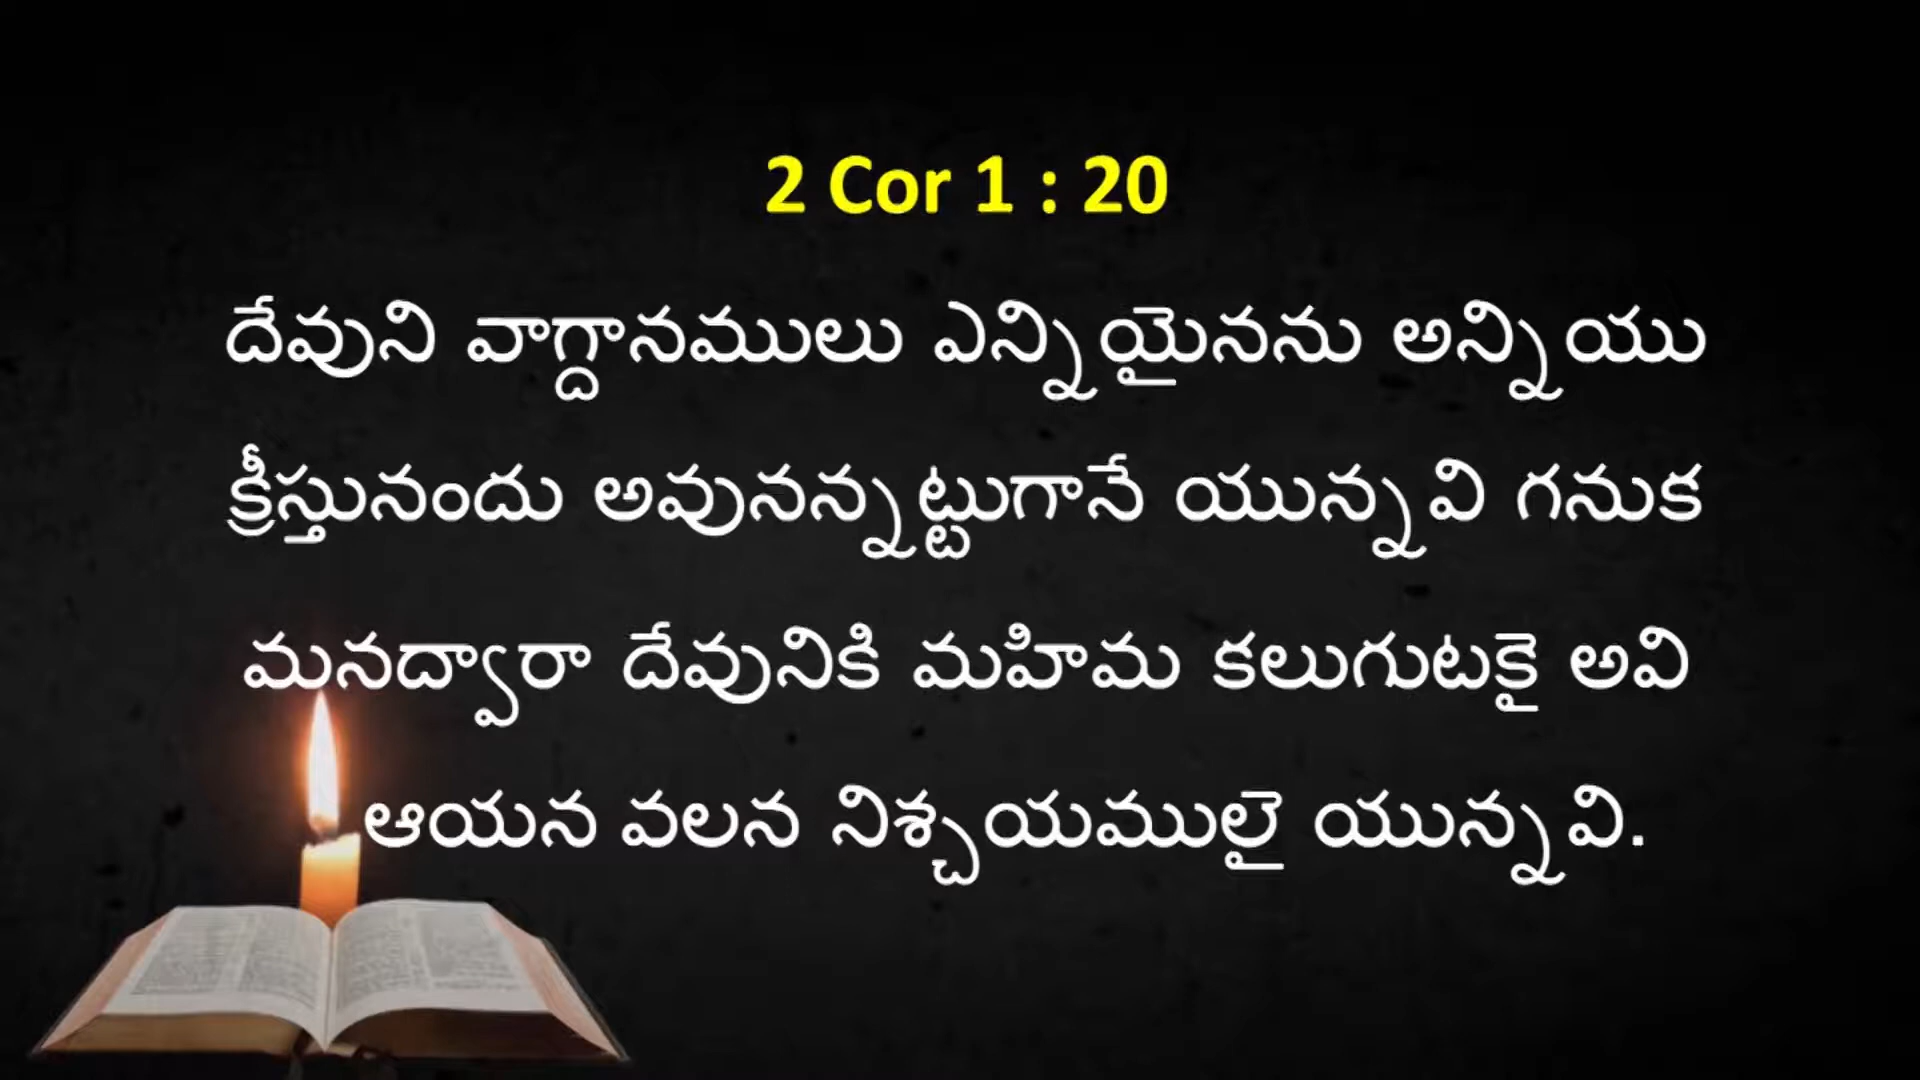 2 Cor 1 : 20
దేవుని వాగ్దానములు ఎన్నియైనను అన్నియు
క్రీస్తునందు అవునన్నట్టుగానే యున్నవి గనుక
మనద్వారా దేవునికి మహిమ కలుగుటకై అవి
ఆయన వలన నిశ్చయములై యున్నవి.